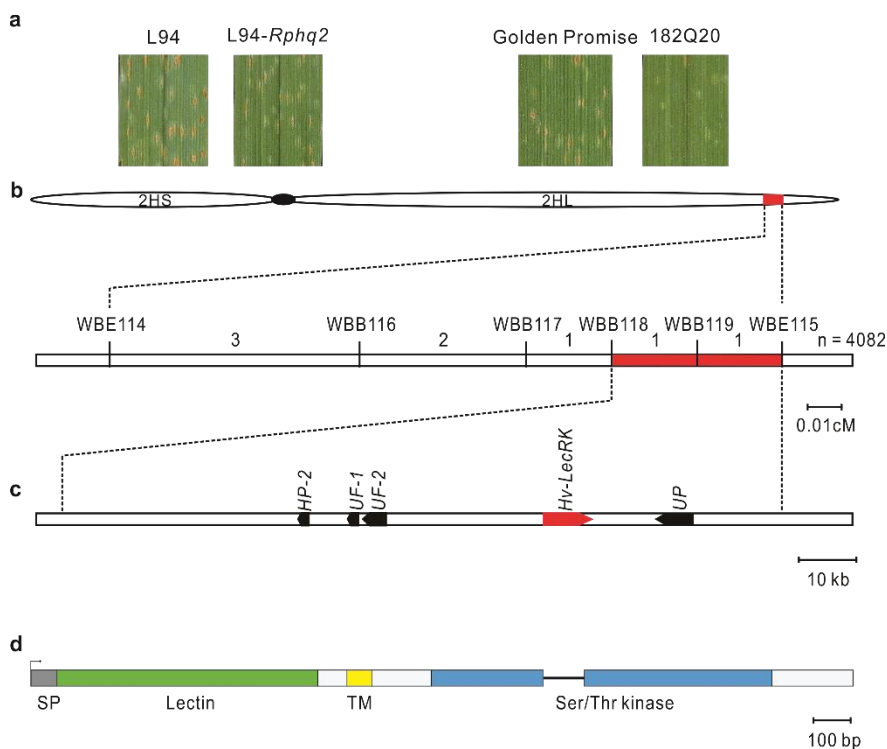 a
L94 L94-Rphq2 Golden Promise 182Q20
b
2HS 2HL
WBE114 WBB116 WBB117 WBB118 WBB119 WBE115
3 2 1 1 1 n = 4082
0.01cM
c
HP-2 UF-1 UF-2 Hv-LecRK UP
10 kb
d
SP Lectin TM Ser/Thr kinase
100 bp